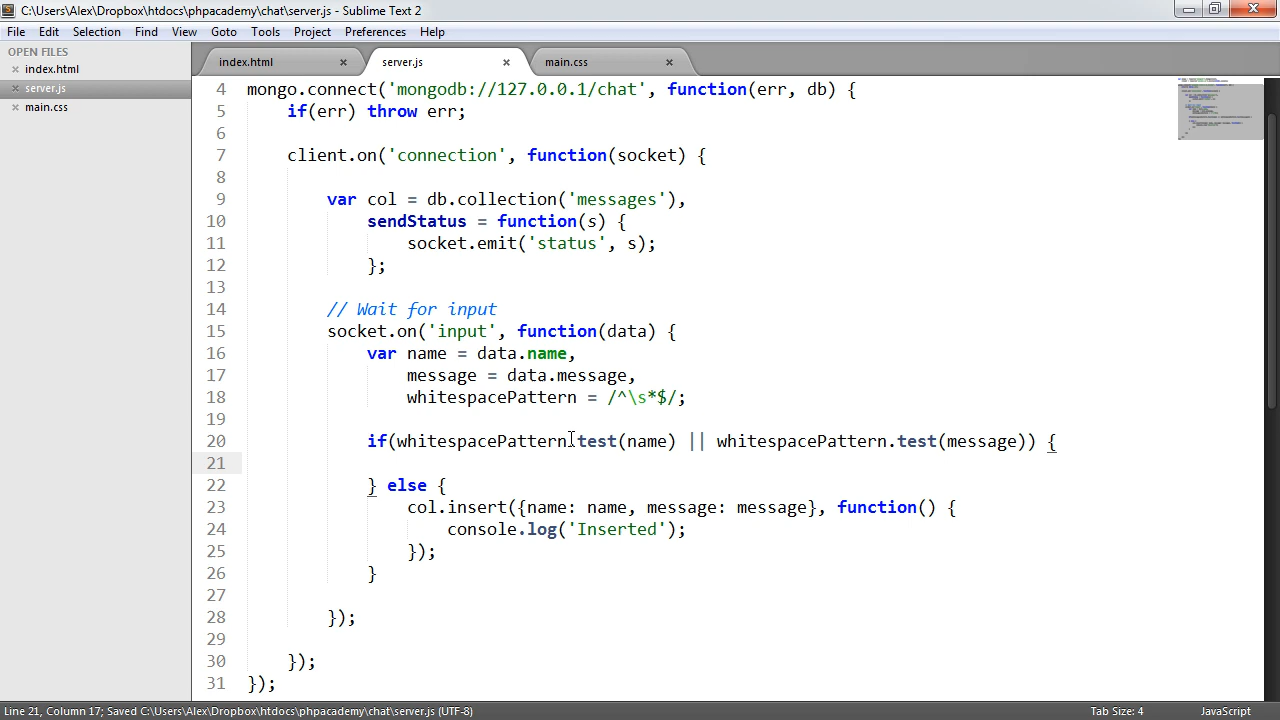 C:\Users\Alex\Dropbox\htdocs\phpacademy\chat\server.js - Sublime Text 2
File Edit Selection Find View Goto Tools Project Preferences Help
OPEN FILES
index.html
server.js
main.css
index.html server.js main.css
4 mongo.connect('mongodb://127.0.0.1/chat', function(err, db) {
5 if(err) throw err;
6
7 client.on('connection', function(socket) {
8
9 var col = db.collection('messages'),
10 sendStatus = function(s) {
11 socket.emit('status', s);
12 };
13
14 // Wait for input
15 socket.on('input', function(data) {
16 var name = data.name,
17 message = data.message,
18 whitespacePattern = /^\s*$/;
19
20 if(whitespacePattern.test(name) || whitespacePattern.test(message)) {
21
22 } else {
23 col.insert({name: name, message: message}, function() {
24 console.log('Inserted');
25 });
26 }
27
28 });
29
30 });
31 });
Line 21, Column 17; Saved C:\Users\Alex\Dropbox\htdocs\phpacademy\chat\server.js (UTF-8) Tab Size: 4 JavaScript